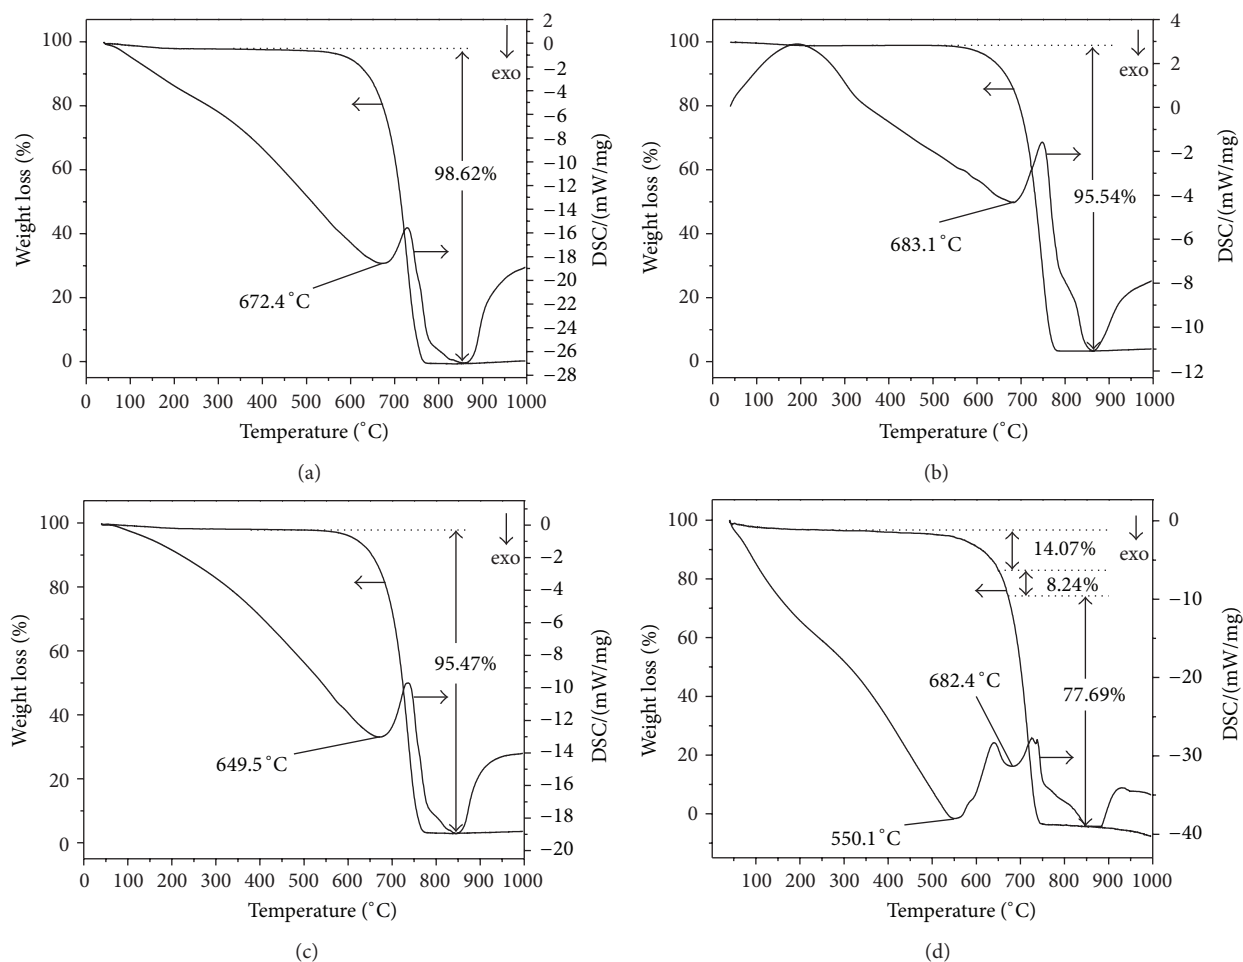 100
80
60
40
20
0
Weight loss (%)
0 100 200 300 400 500 600 700 800 900 1000
Temperature (°C)
2
0
−2
−4
−6
−8
−10
−12
−14
−16
−18
−20
−22
−24
−26
−28
DSC/(mW/mg)
exo
98.62%
672.4°C
(a)
100
80
60
40
20
0
Weight loss (%)
0 100 200 300 400 500 600 700 800 900 1000
Temperature (°C)
4
2
0
−2
−4
−6
−8
−10
−12
DSC/(mW/mg)
exo
95.54%
683.1°C
(b)
100
80
60
40
20
0
Weight loss (%)
0 100 200 300 400 500 600 700 800 900 1000
Temperature (°C)
0
−2
−4
−6
−8
−10
−12
−14
−16
−18
−20
DSC/(mW/mg)
exo
95.47%
649.5°C
(c)
100
80
60
40
20
0
Weight loss (%)
0 100 200 300 400 500 600 700 800 900 1000
Temperature (°C)
0
−10
−20
−30
−40
DSC/(mW/mg)
exo
14.07%
8.24%
682.4°C
77.69%
550.1°C
(d)